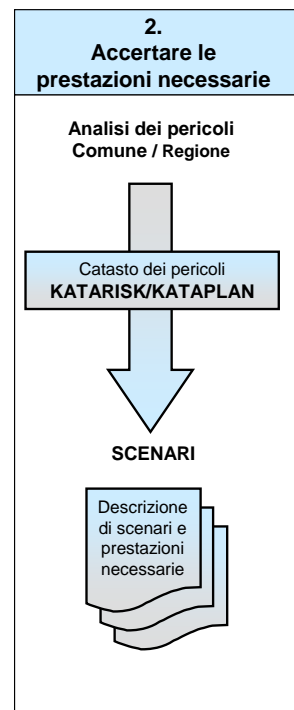 2.
Accertare le
prestazioni necessarie
Analisi dei pericoli
Comune / Regione
Catasto dei pericoli
KATARISK/KATAPLAN
SCENARI
Descrizione
di scenari e
prestazioni
necessarie